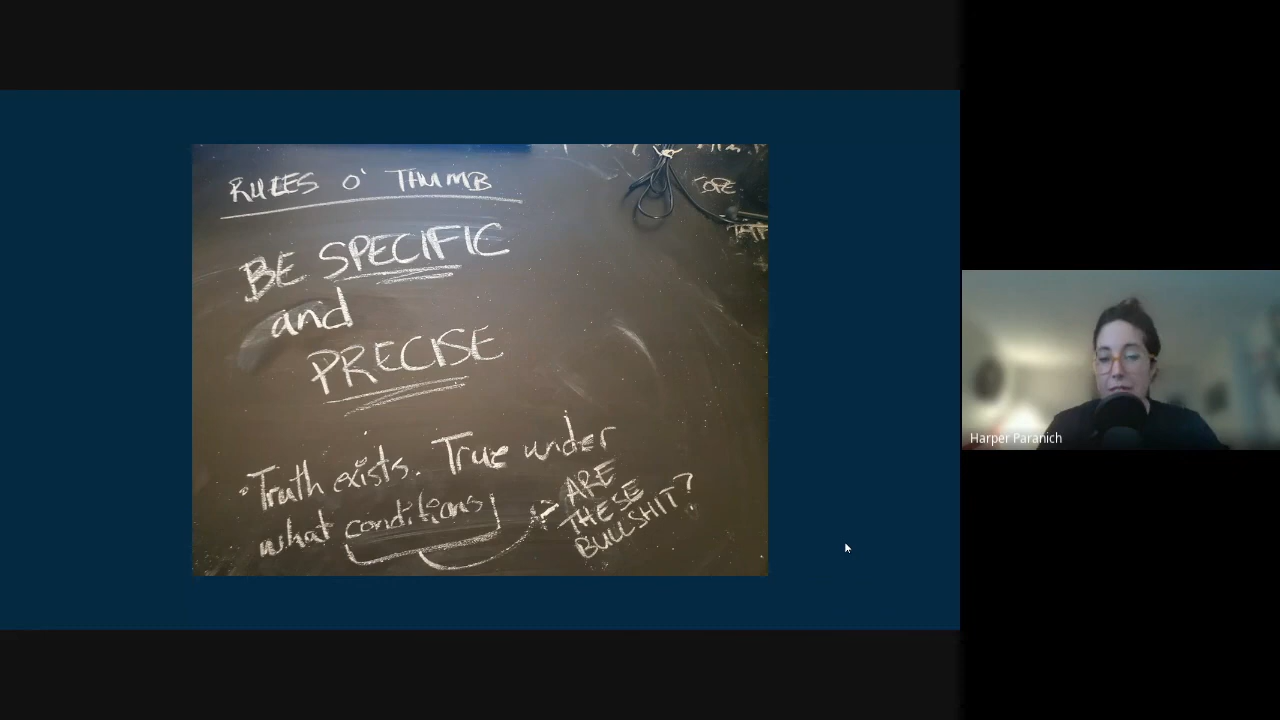 RULES O' THUMB
BE SPECIFIC
and
PRECISE
• Truth exists. True under
what conditions
ARE
THESE
BULLSHIT?
Harper Paranich